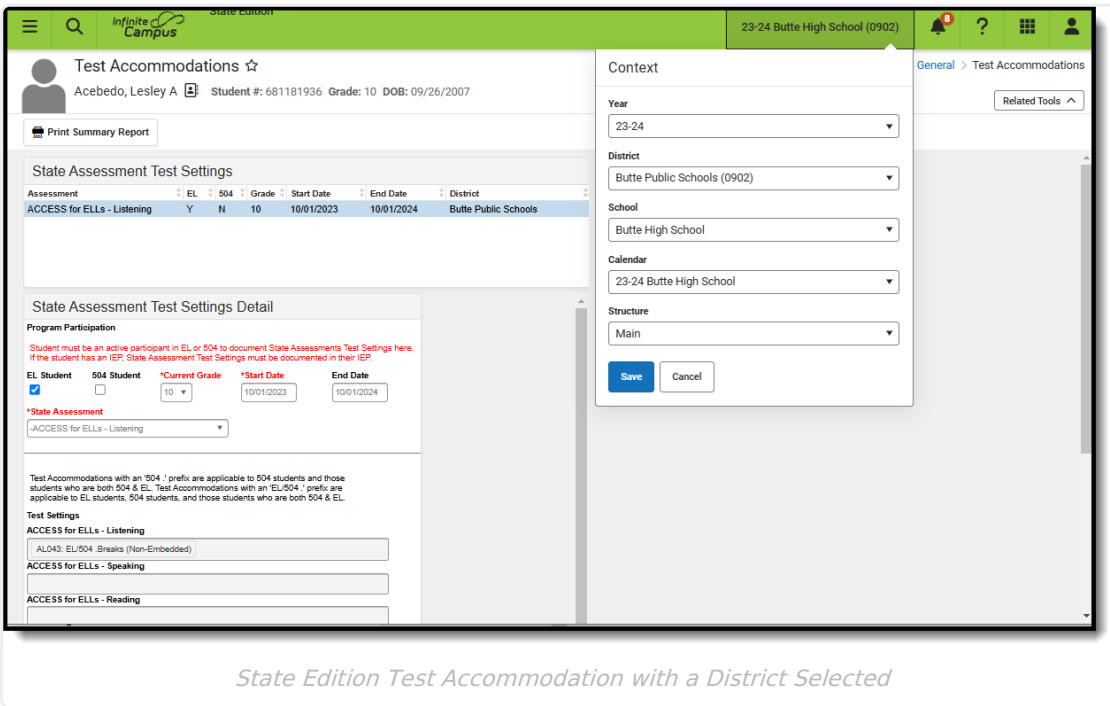 State Edition
Infinite Campus
23-24 Butte High School (0902)
8
?
Test Accommodations ☆
Acebedo, Lesley A Student #: 681181936 Grade: 10 DOB: 09/26/2007
General > Test Accommodations
Related Tools
Print Summary Report
State Assessment Test Settings
Assessment EL 504 Grade Start Date End Date District
ACCESS for ELLs - Listening Y N 10 10/01/2023 10/01/2024 Butte Public Schools
State Assessment Test Settings Detail
Program Participation
Student must be an active participant in EL or 504 to document State Assessments Test Settings here.
If the student has an IEP, State Assessment Test Settings must be documented in their IEP.
EL Student 504 Student *Current Grade *Start Date End Date
10 10/01/2023 10/01/2024
*State Assessment
-ACCESS for ELLs - Listening
Test Accommodations with an '504 .' prefix are applicable to 504 students and those
students who are both 504 & EL. Test Accommodations with an 'EL/504 .' prefix are
applicable to EL students, 504 students, and those students who are both 504 & EL.
Test Settings
ACCESS for ELLs - Listening
AL043: EL/504 .Breaks (Non-Embedded)
ACCESS for ELLs - Speaking
ACCESS for ELLs - Reading
Context
Year
23-24
District
Butte Public Schools (0902)
School
Butte High School
Calendar
23-24 Butte High School
Structure
Main
Save Cancel
State Edition Test Accommodation with a District Selected